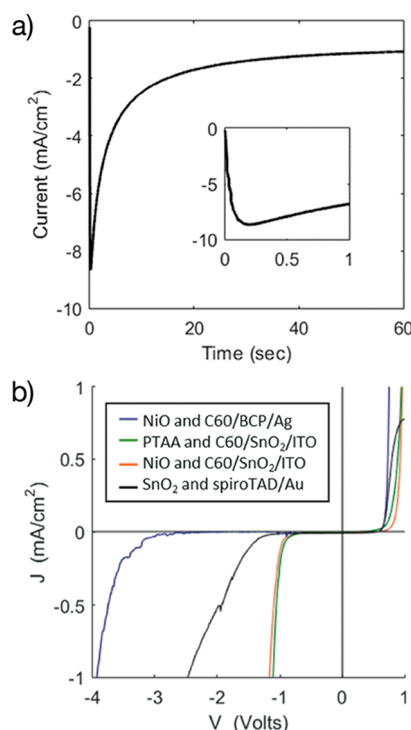 a)
0
-2
-4
-6
-8
-10
Current (mA/cm²)
0
-5
-10
0 0.5 1
0 20 40 60
Time (sec)
b)
1
0.5
0
-0.5
-1
J (mA/cm²)
NiO and C60/BCP/Ag
PTAA and C60/SnO₂/ITO
NiO and C60/SnO₂/ITO
SnO₂ and spiroTAD/Au
-4 -3 -2 -1 0 1
V (Volts)